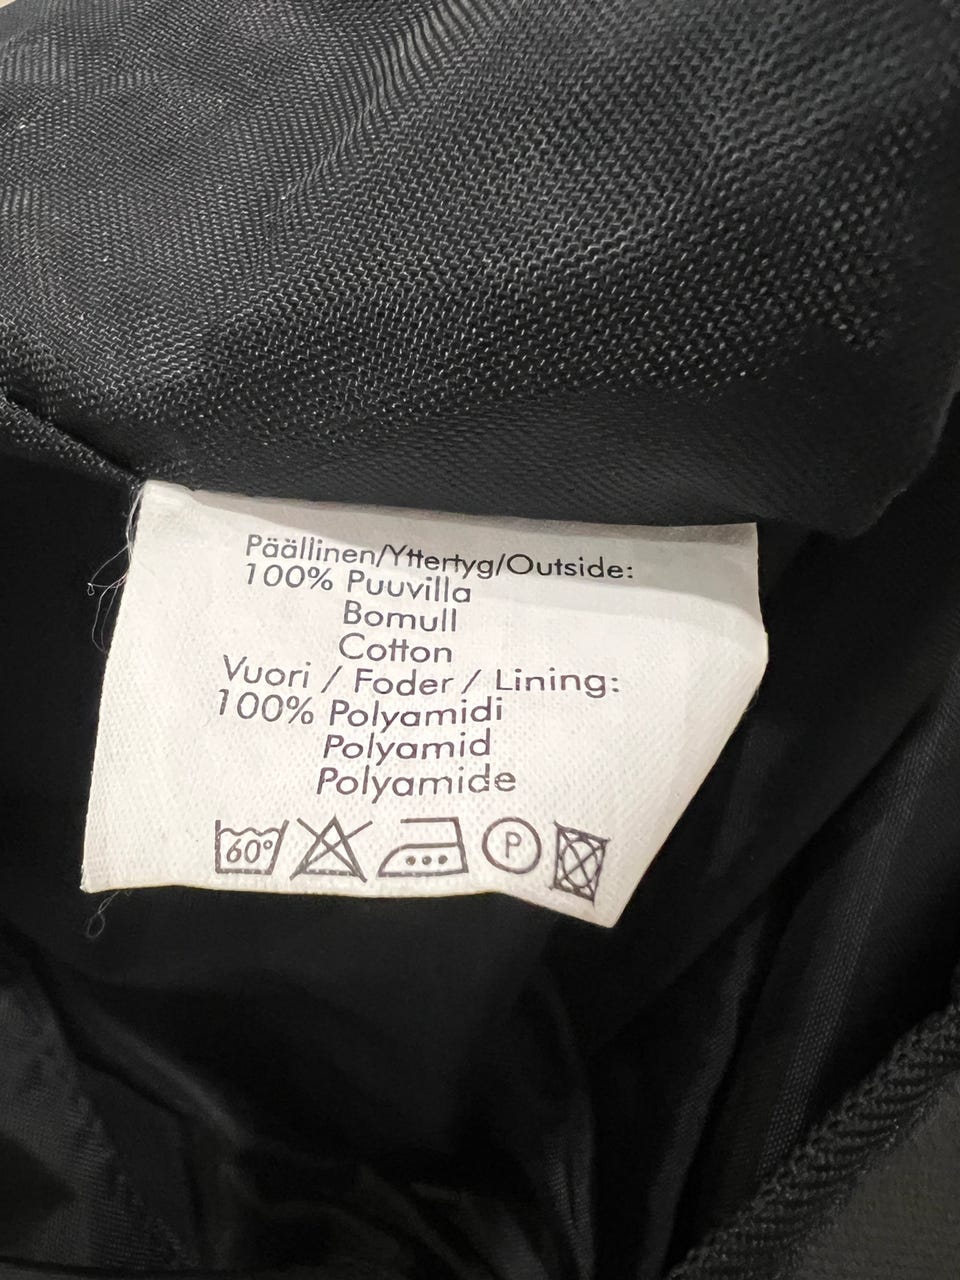 Päällinen/Yttertyg/Outside:
100% Puuvilla
Bomull
Cotton
Vuori / Foder / Lining:
100% Polyamidi
Polyamid
Polyamide
60° P